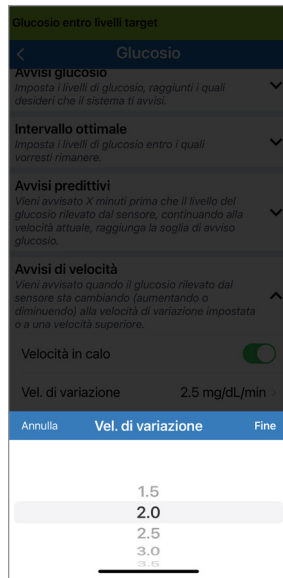 Glucosio entro livelli target
Glucosio
Avvisi glucosio
Imposta i livelli di glucosio, raggiunti i quali
desideri che il sistema ti avvisi.
Intervallo ottimale
Imposta i livelli di glucosio entro i quali
vorresti rimanere.
Avvisi predittivi
Vieni avvisato X minuti prima che il livello del
glucosio rilevato dal sensore, continuando alla
velocità attuale, raggiunga la soglia di avviso
glucosio.
Avvisi di velocità
Vieni avvisato quando il glucosio rilevato dal
sensore sta cambiando (aumentando o
diminuendo) alla velocità di variazione impostata
o a una velocità superiore.
Velocità in calo
Vel. di variazione 2.5 mg/dL/min
Annulla Vel. di variazione Fine
1.5
2.0
2.5
3.0
3.5